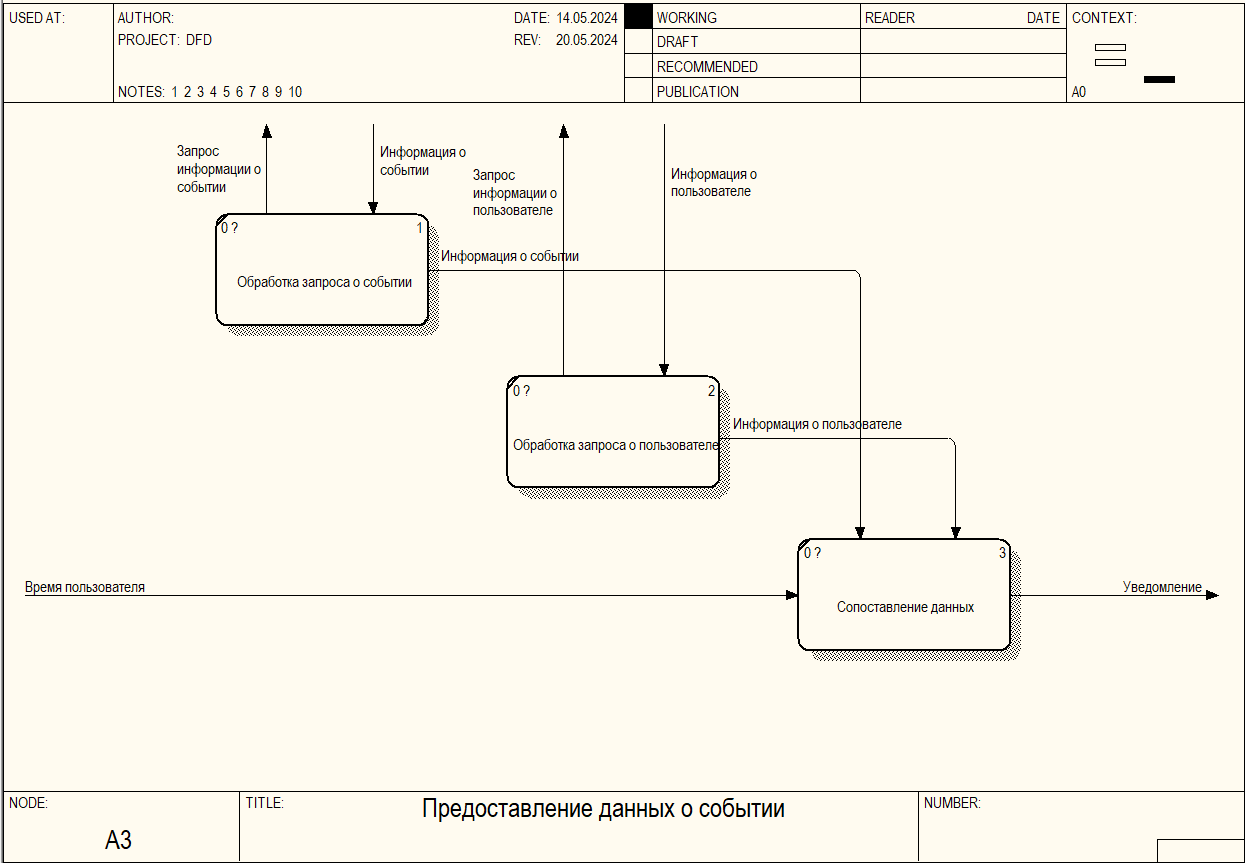 USED AT:
AUTHOR:
DATE: 14.05.2024
PROJECT: DFD
REV: 20.05.2024
NOTES: 1 2 3 4 5 6 7 8 9 10
WORKING
DRAFT
RECOMMENDED
PUBLICATION
READER
DATE
CONTEXT:
A0
Запрос
информации о
событии
Информация о
событии
Запрос
информации о
пользователе
Информация о
пользователе
0 ?
1
Обработка запроса о событии
Информация о событии
0 ?
2
Обработка запроса о пользователе
Информация о пользователе
0 ?
3
Сопоставление данных
Время пользователя
Уведомление
NODE:
A3
TITLE:
Предоставление данных о событии
NUMBER: